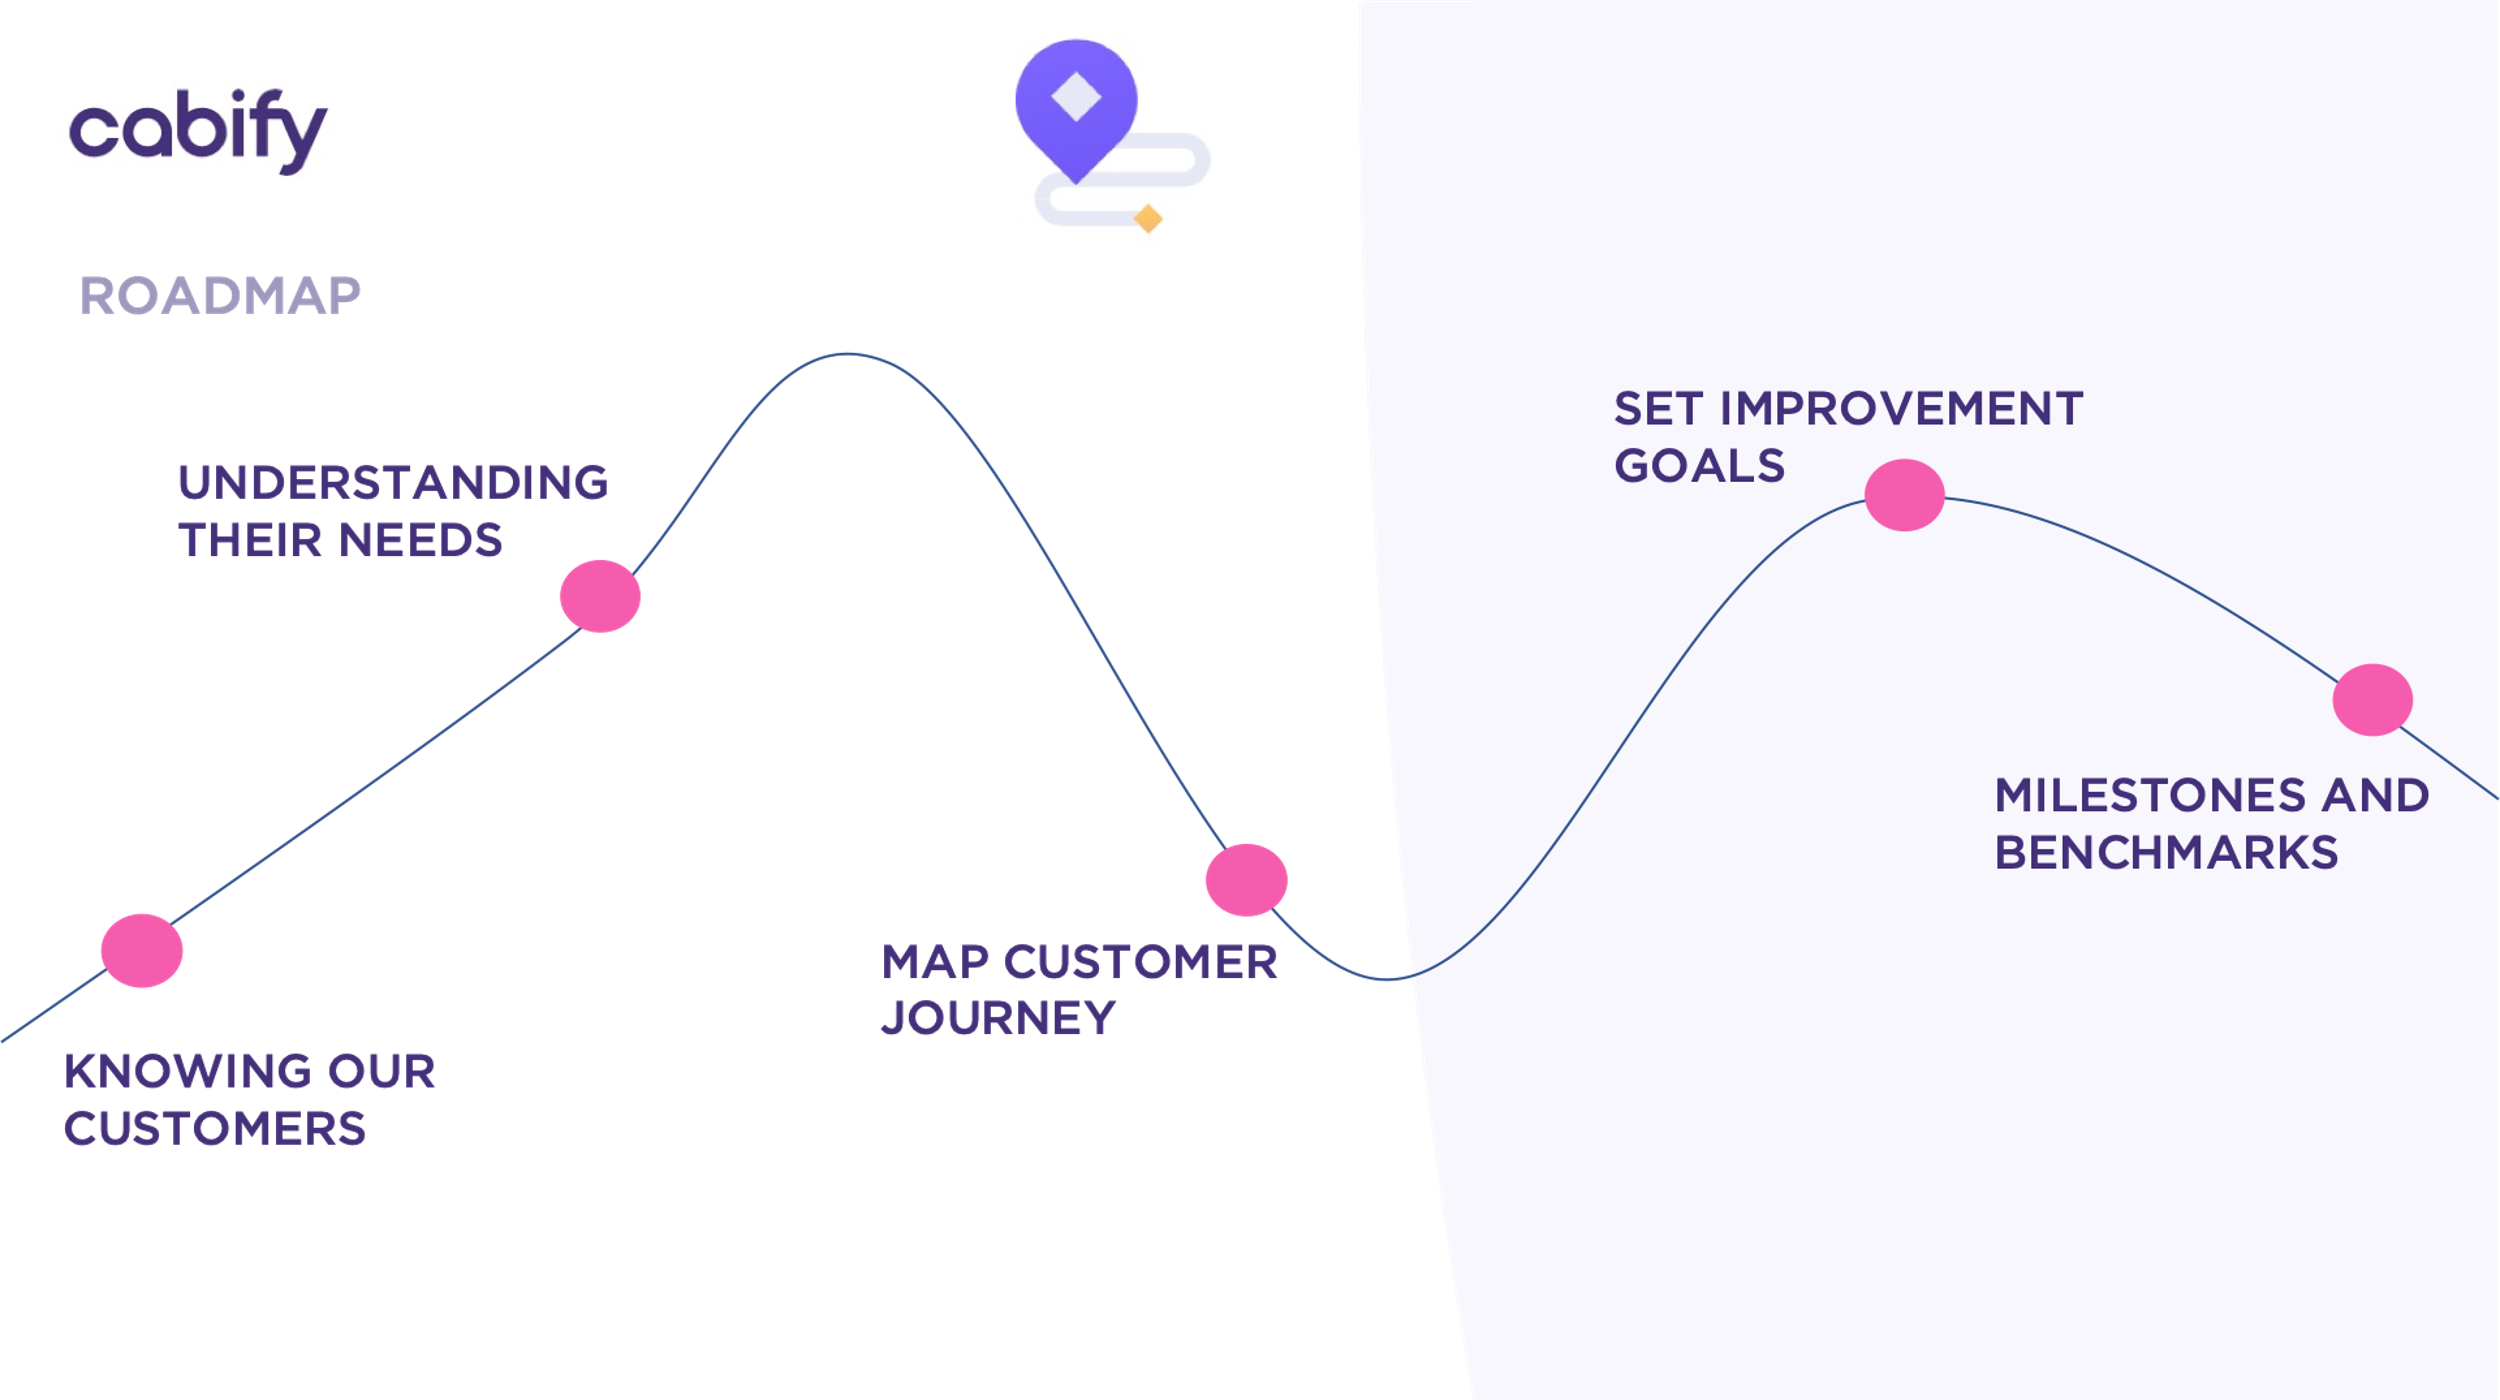 cabify
ROADMAP
UNDERSTANDING
THEIR NEEDS
SET IMPROVEMENT
GOALS
MILESTONES AND
BENCHMARKS
MAP CUSTOMER
JOURNEY
KNOWING OUR
CUSTOMERS